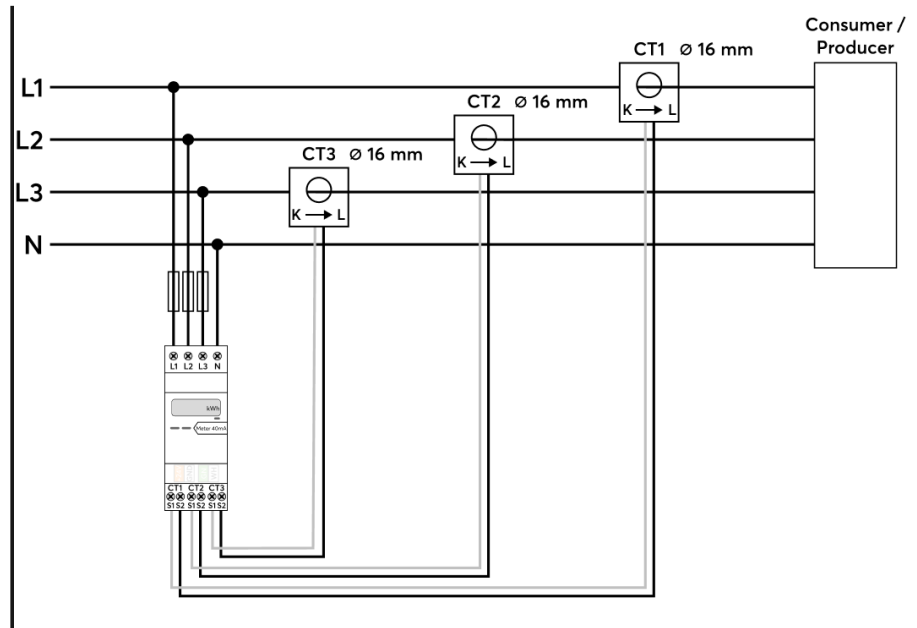 Consumer /
Producer
CT1 Ø 16 mm
L1
K → L
CT2 Ø 16 mm
L2
K → L
CT3 Ø 16 mm
L3
K → L
N
L1 L2 L3 N
kWh
Meter 40mA
CT1 CT2 CT3
S1 S2 S1 S2 S1 S2